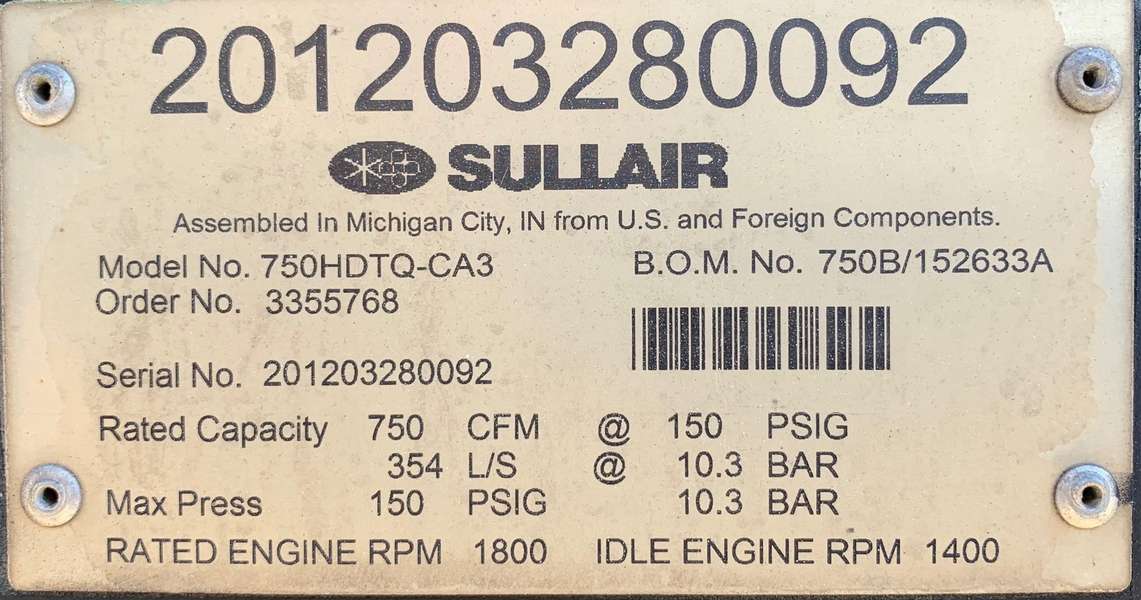 201203280092
SULLAIR
Assembled In Michigan City, IN from U.S. and Foreign Components.
Model No. 750HDTQ-CA3 B.O.M. No. 750B/152633A
Order No. 3355768
Serial No. 201203280092
Rated Capacity 750 CFM @ 150 PSIG
354 L/S @ 10.3 BAR
Max Press 150 PSIG 10.3 BAR
RATED ENGINE RPM 1800 IDLE ENGINE RPM 1400